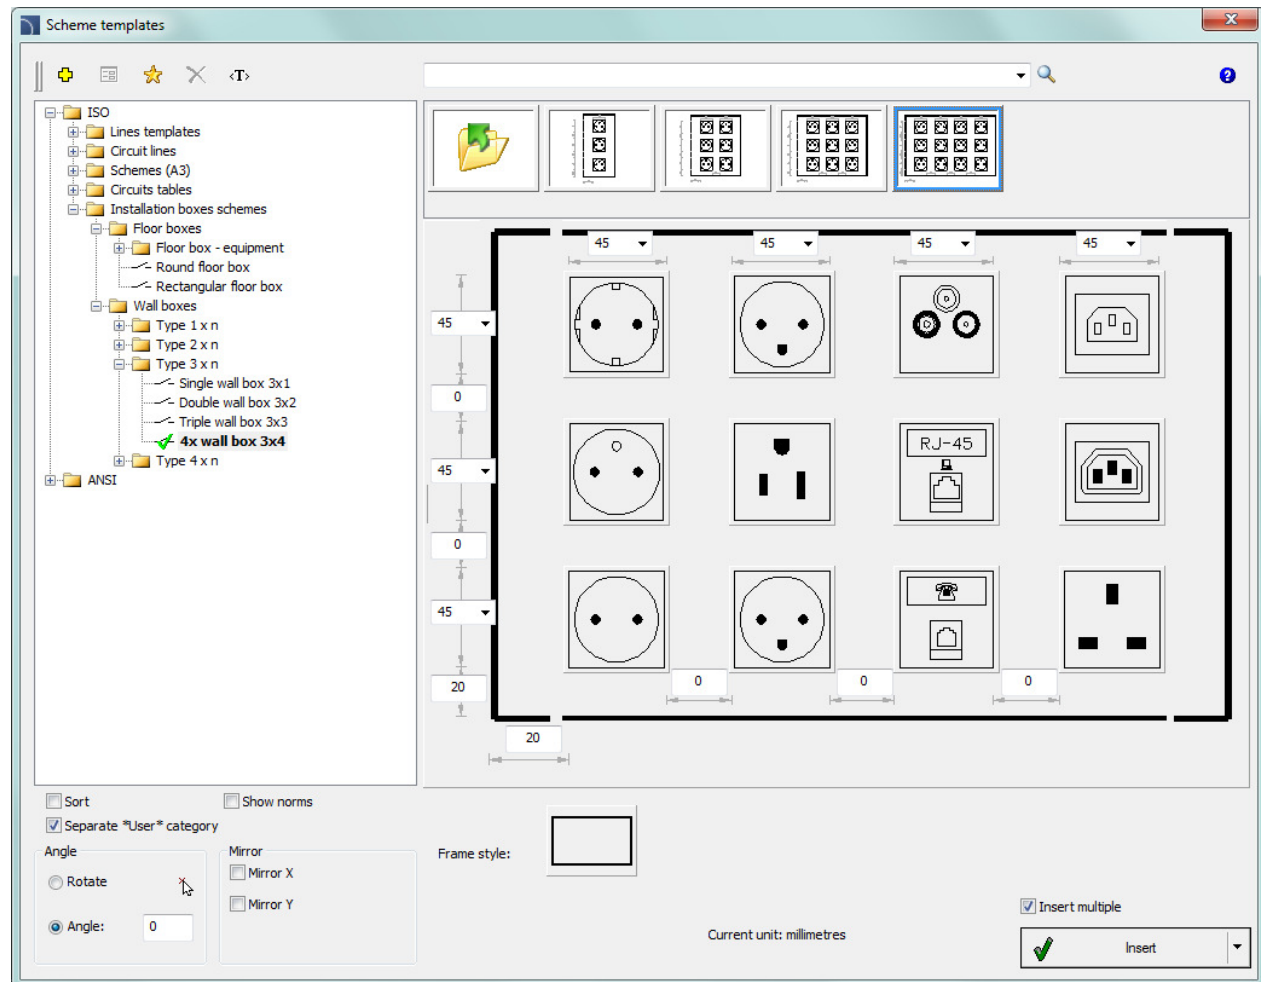 Scheme templates
<T>
ISO
Lines templates
Circuit lines
Schemes (A3)
Circuits tables
Installation boxes schemes
Floor boxes
Floor box - equipment
Round floor box
Rectangular floor box
Wall boxes
Type 1 x n
Type 2 x n
Type 3 x n
Single wall box 3x1
Double wall box 3x2
Triple wall box 3x3
4x wall box 3x4
Type 4 x n
ANSI
45 45 45 45
45
0
RJ-45
45
0
45
0 0 0
20
20
Sort Show norms
Separate *User* category
Angle Mirror
Rotate Mirror X
Angle: 0 Mirror Y
Frame style:
Current unit: millimetres
Insert multiple
Insert